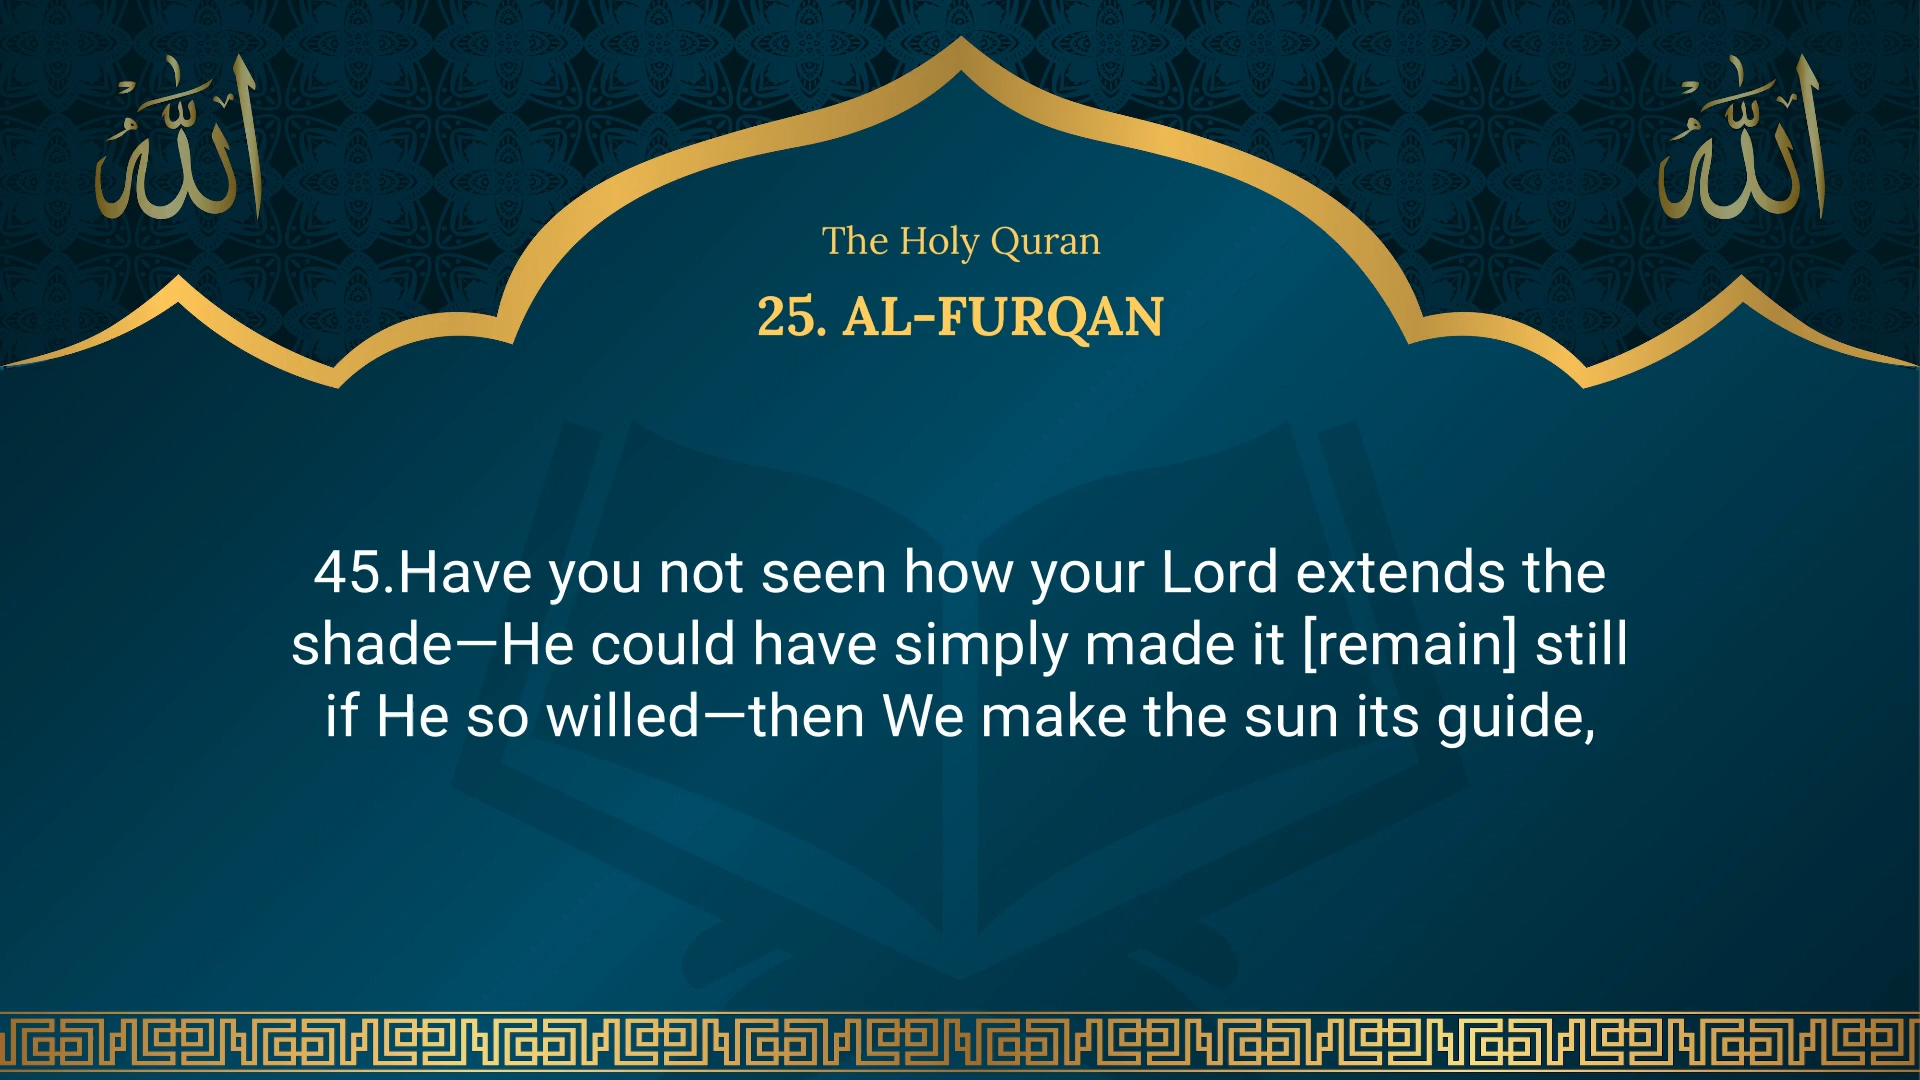 الله
الله
The Holy Quran
25. AL-FURQAN
45.Have you not seen how your Lord extends the
shade—He could have simply made it [remain] still
if He so willed—then We make the sun its guide,